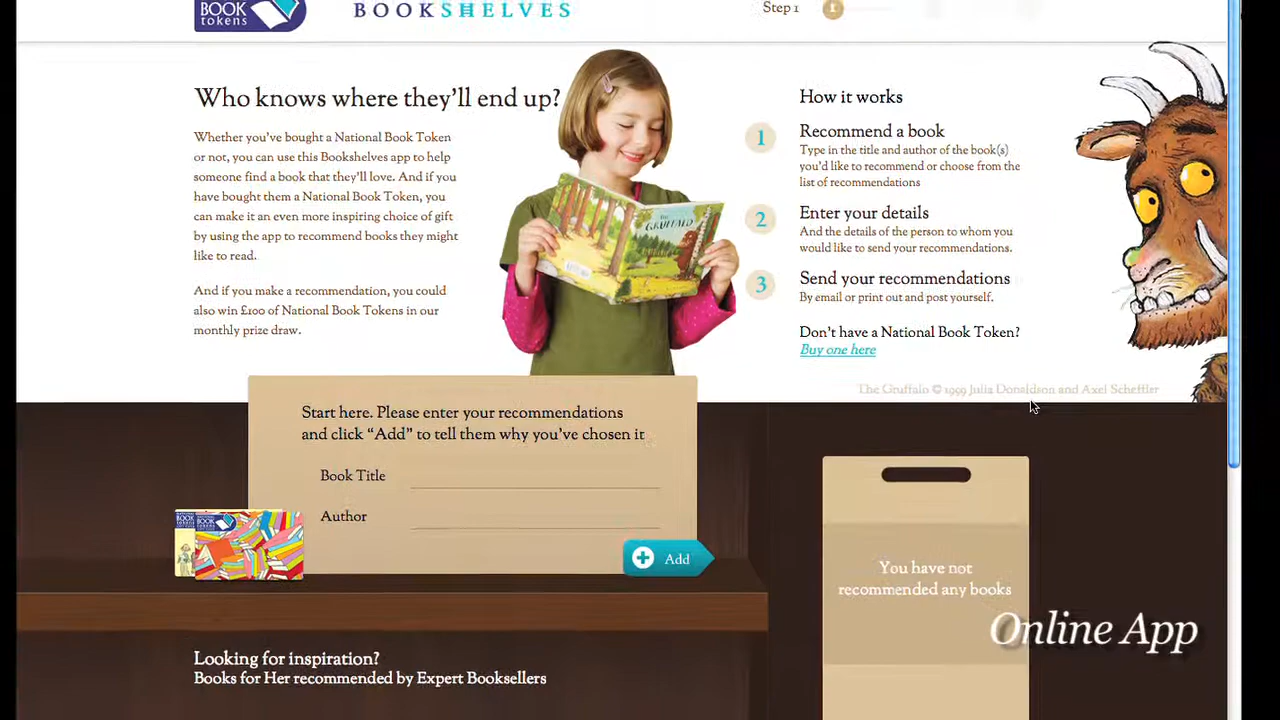 BOOK
tokens
BOOKSHELVES
Step 1
1
Who knows where they'll end up?
Whether you've bought a National Book Token
or not, you can use this Bookshelves app to help
someone find a book that they'll love. And if you
have bought them a National Book Token, you
can make it an even more inspiring choice of gift
by using the app to recommend books they might
like to read.
And if you make a recommendation, you could
also win £100 of National Book Tokens in our
monthly prize draw.
THE
GRUFFALO
How it works
1
Recommend a book
Type in the title and author of the book(s)
you'd like to recommend or choose from the
list of recommendations
2
Enter your details
And the details of the person to whom you
would like to send your recommendations.
3
Send your recommendations
By email or print out and post yourself.
Don't have a National Book Token?
Buy one here
The Gruffalo © 1999 Julia Donaldson and Axel Scheffler
Start here. Please enter your recommendations
and click “Add” to tell them why you've chosen it.
Book Title
Author
Add
You have not
recommended any books
Online App
Looking for inspiration?
Books for Her recommended by Expert Booksellers